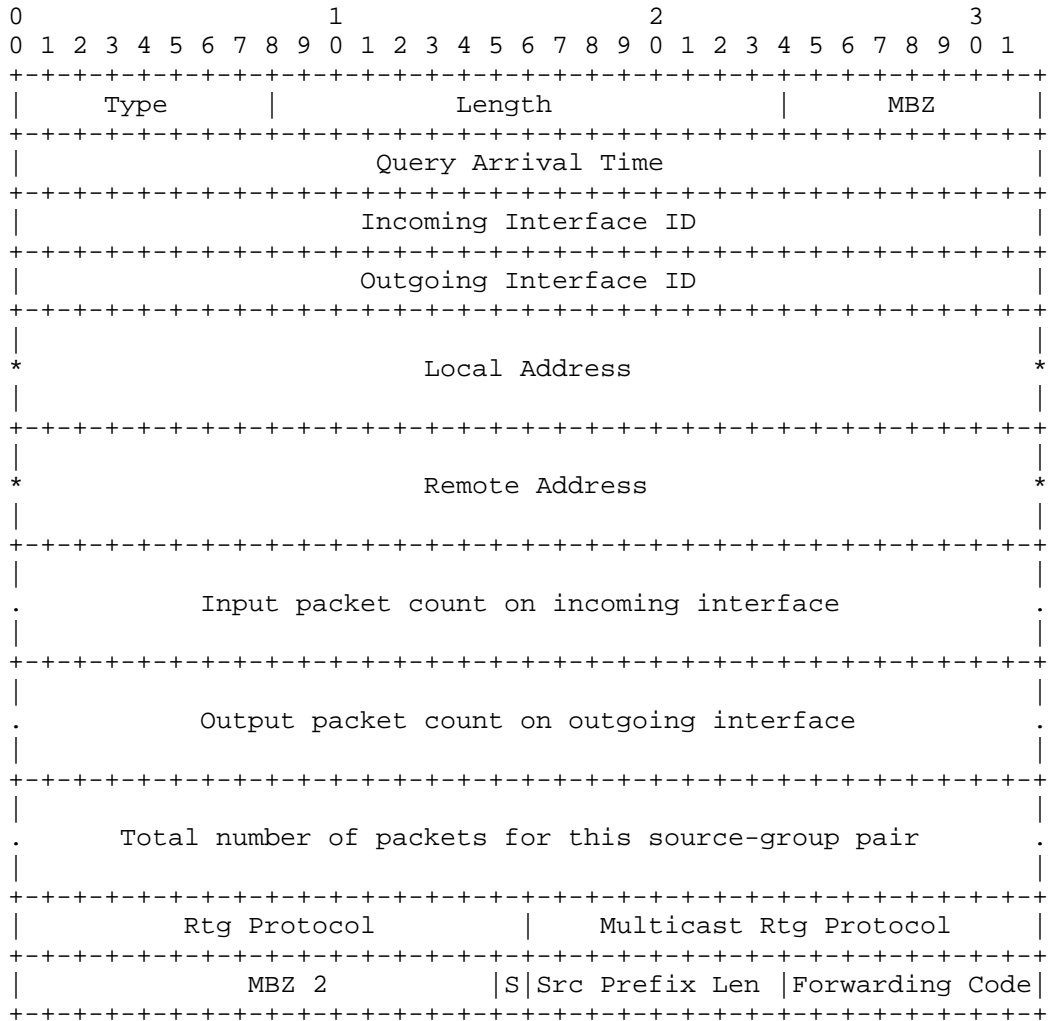 0                   1                   2                   3
0 1 2 3 4 5 6 7 8 9 0 1 2 3 4 5 6 7 8 9 0 1 2 3 4 5 6 7 8 9 0 1
+-+-+-+-+-+-+-+-+-+-+-+-+-+-+-+-+-+-+-+-+-+-+-+-+-+-+-+-+-+-+-+-+
|     Type      |           Length              |      MBZ      |
+-+-+-+-+-+-+-+-+-+-+-+-+-+-+-+-+-+-+-+-+-+-+-+-+-+-+-+-+-+-+-+-+
|                      Query Arrival Time                       |
+-+-+-+-+-+-+-+-+-+-+-+-+-+-+-+-+-+-+-+-+-+-+-+-+-+-+-+-+-+-+-+-+
|                     Incoming Interface ID                     |
+-+-+-+-+-+-+-+-+-+-+-+-+-+-+-+-+-+-+-+-+-+-+-+-+-+-+-+-+-+-+-+-+
|                     Outgoing Interface ID                     |
+-+-+-+-+-+-+-+-+-+-+-+-+-+-+-+-+-+-+-+-+-+-+-+-+-+-+-+-+-+-+-+-+
|                                                               |
*                         Local Address                         *
|                                                               |
+-+-+-+-+-+-+-+-+-+-+-+-+-+-+-+-+-+-+-+-+-+-+-+-+-+-+-+-+-+-+-+-+
|                                                               |
*                         Remote Address                        *
|                                                               |
+-+-+-+-+-+-+-+-+-+-+-+-+-+-+-+-+-+-+-+-+-+-+-+-+-+-+-+-+-+-+-+-+
|                                                               |
.           Input packet count on incoming interface            .
|                                                               |
+-+-+-+-+-+-+-+-+-+-+-+-+-+-+-+-+-+-+-+-+-+-+-+-+-+-+-+-+-+-+-+-+
|                                                               |
.           Output packet count on outgoing interface           .
|                                                               |
+-+-+-+-+-+-+-+-+-+-+-+-+-+-+-+-+-+-+-+-+-+-+-+-+-+-+-+-+-+-+-+-+
|                                                               |
.      Total number of packets for this source-group pair       .
|                                                               |
+-+-+-+-+-+-+-+-+-+-+-+-+-+-+-+-+-+-+-+-+-+-+-+-+-+-+-+-+-+-+-+-+
|          Rtg Protocol         |    Multicast Rtg Protocol     |
+-+-+-+-+-+-+-+-+-+-+-+-+-+-+-+-+-+-+-+-+-+-+-+-+-+-+-+-+-+-+-+-+
|              MBZ 2          |S|Src Prefix Len |Forwarding Code|
+-+-+-+-+-+-+-+-+-+-+-+-+-+-+-+-+-+-+-+-+-+-+-+-+-+-+-+-+-+-+-+-+